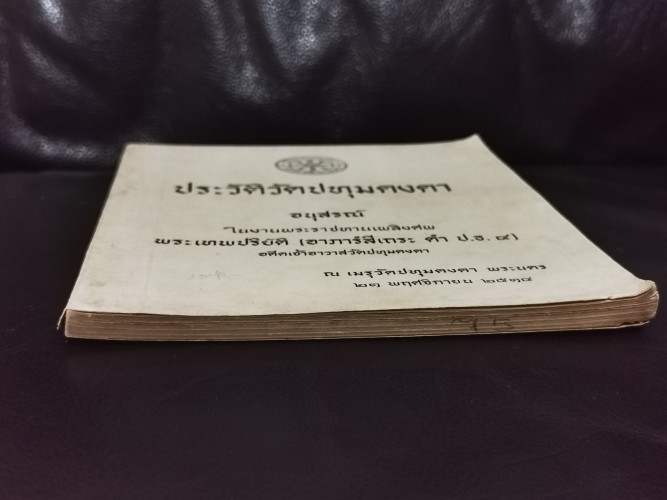 ประวัติวัดปทุมคงคา
อนุสรณ์
ในงานพระราชทานเพลิงศพ
พระเทพปริยัติ (อาภารํสีเถระ ดำ ป.ธ. ๘)
อดีตเจ้าอาวาสวัดปทุมคงคา
ณ เมรุวัดปทุมคงคา พระนคร
๒๑ พฤศจิกายน ๒๕๑๔